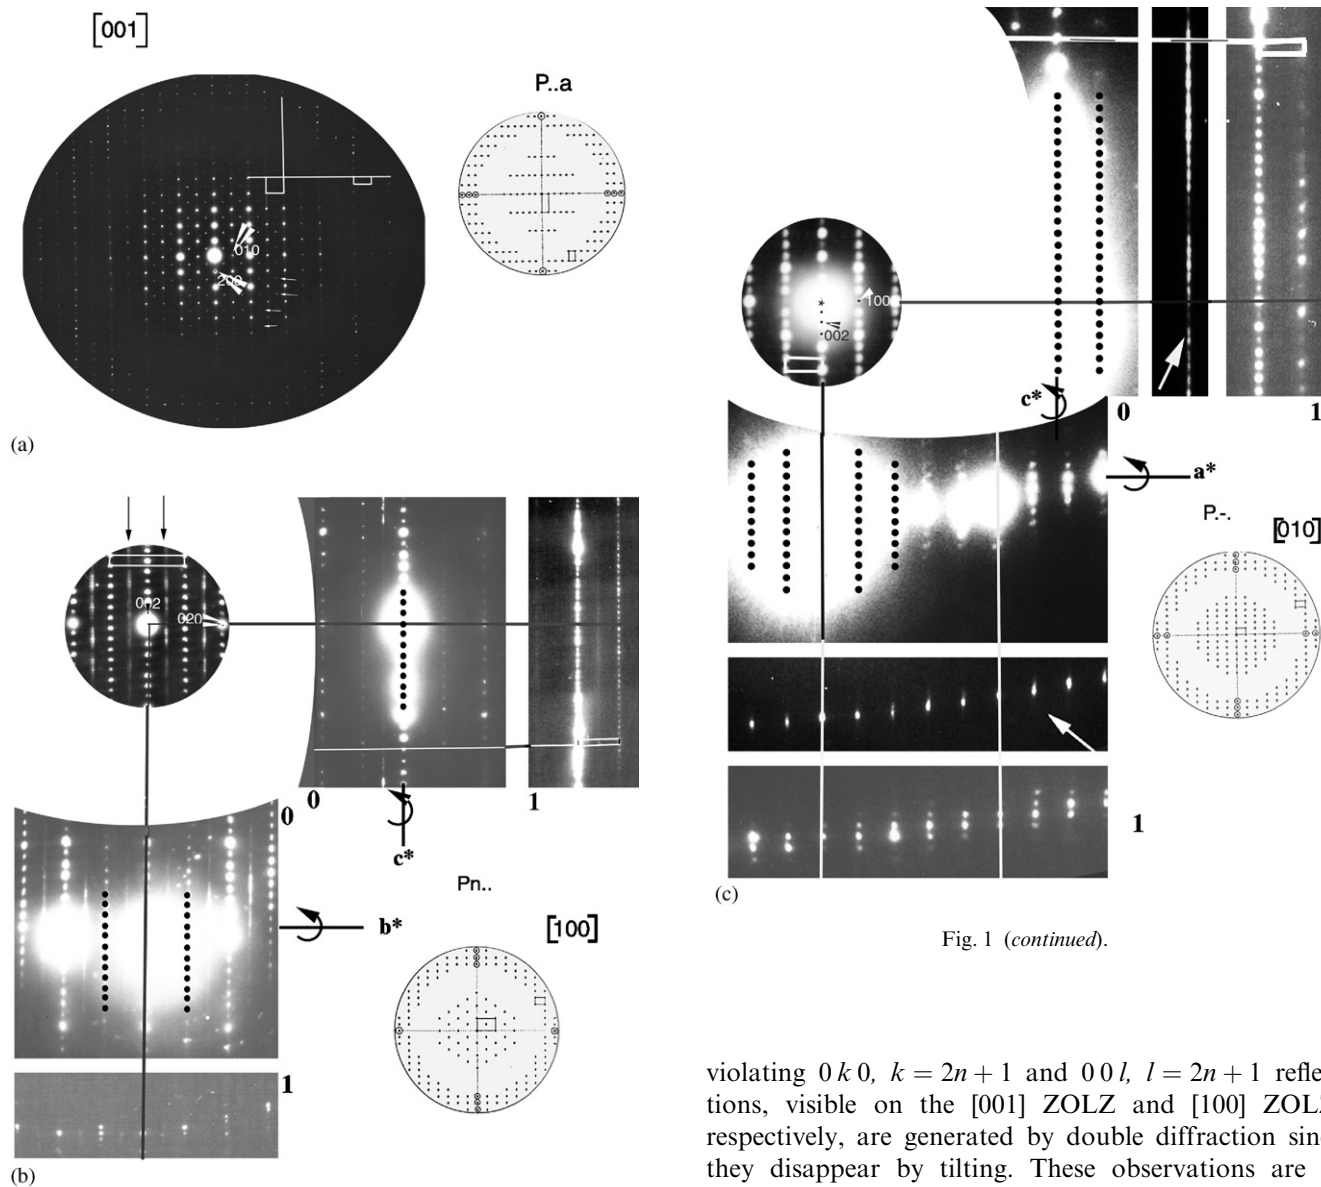 [001]
P..a
010
200
(a)
002
020
0
1
c*
0
b*
1
Pn..
[100]
(b)
100
002
c*
0
1
a*
P.-.
[010]
1
(c)
Fig. 1 (continued).
violating 0 k 0, k = 2n + 1 and 0 0 l, l = 2n + 1 refle
tions, visible on the [001] ZOLZ and [100] ZOLZ
respectively, are generated by double diffraction sin
they disappear by tilting. These observations are